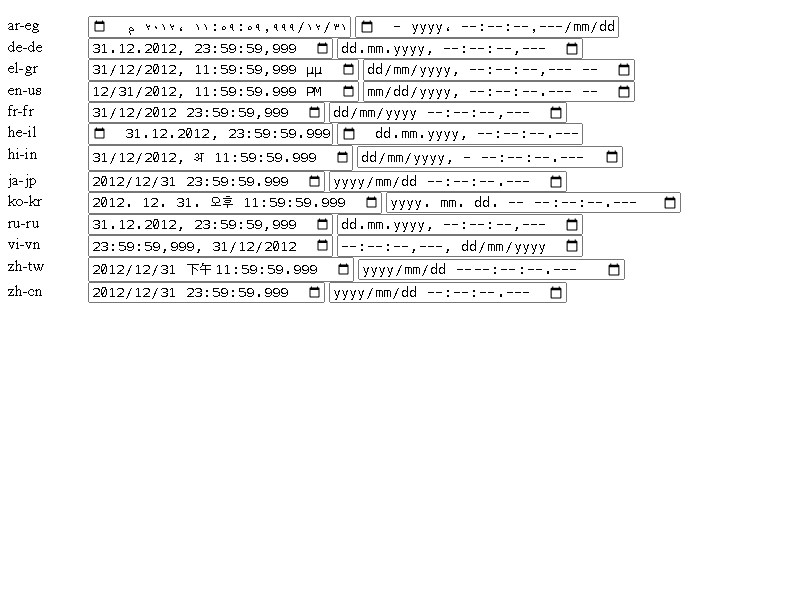 ar-eg ٣١/١٢/٢٠١٢، ١١:٥٩:٥٩,٩٩٩ م mm/dd/yyyy، --:--:--,--- -
de-de 31.12.2012, 23:59:59,999 dd.mm.yyyy, --:--:--,---
el-gr 31/12/2012, 11:59:59,999 μμ dd/mm/yyyy, --:--:--,--- --
en-us 12/31/2012, 11:59:59.999 PM mm/dd/yyyy, --:--:--.--- --
fr-fr 31/12/2012 23:59:59,999 dd/mm/yyyy --:--:--,---
he-il 31.12.2012, 23:59:59.999 dd.mm.yyyy, --:--:--.---
hi-in 31/12/2012, अ 11:59:59.999 dd/mm/yyyy, - --:--:--.---
ja-jp 2012/12/31 23:59:59.999 yyyy/mm/dd --:--:--.---
ko-kr 2012. 12. 31. 오후 11:59:59.999 yyyy. mm. dd. -- --:--:--.---
ru-ru 31.12.2012, 23:59:59,999 dd.mm.yyyy, --:--:--,---
vi-vn 23:59:59,999, 31/12/2012 --:--:--,---, dd/mm/yyyy
zh-tw 2012/12/31 下午 11:59:59.999 yyyy/mm/dd ----:--:--.---
zh-cn 2012/12/31 23:59:59.999 yyyy/mm/dd --:--:--.---